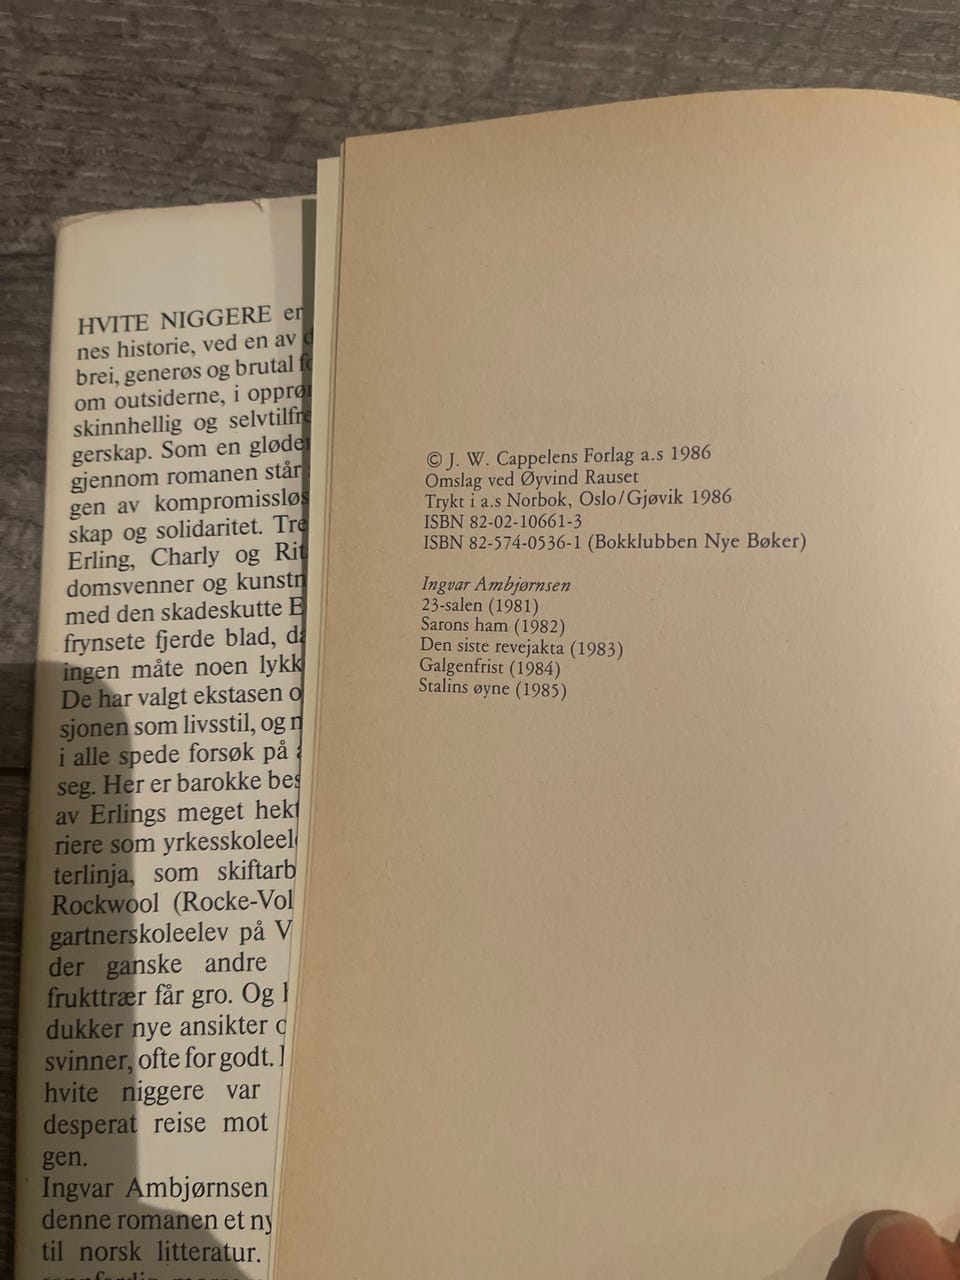 HVITE NIGGERE er
nes historie, ved en av
brei, generøs og brutal
om outsiderne, i
skinnhellig og
gerskap. Som en
gjennom romanen står
gen av
skap og solidaritet.
Erling, Charly og
domsvenner og
med den skadeskutte
frynsete fjerde blad,
ingen måte noen
De har valgt ekstasen
sjonen som livsstil, og
i alle spede forsøk på
seg. Her er barokke
av Erlings meget
riere som
terlinja, som
Rockwool
gartnerskoleelev på
der ganske andre
frukttrær får gro. Og
dukker nye ansikter
svinner, ofte for godt.
hvite niggere var
desperat reise mot
gen.
Ingvar Ambjørnsen
denne romanen et
til norsk litteratur.
© J. W. Cappelens Forlag a.s 1986
Omslag ved Øyvind Rauset
Trykt i a.s Norbok, Oslo/Gjøvik 1986
ISBN 82-02-10661-3
ISBN 82-574-0536-1 (Bokklubben Nye Bøker)
Ingvar Ambjørnsen
23-salen (1981)
Sarons ham (1982)
Den siste revejakta (1983)
Galgenfrist (1984)
Stalins øyne (1985)